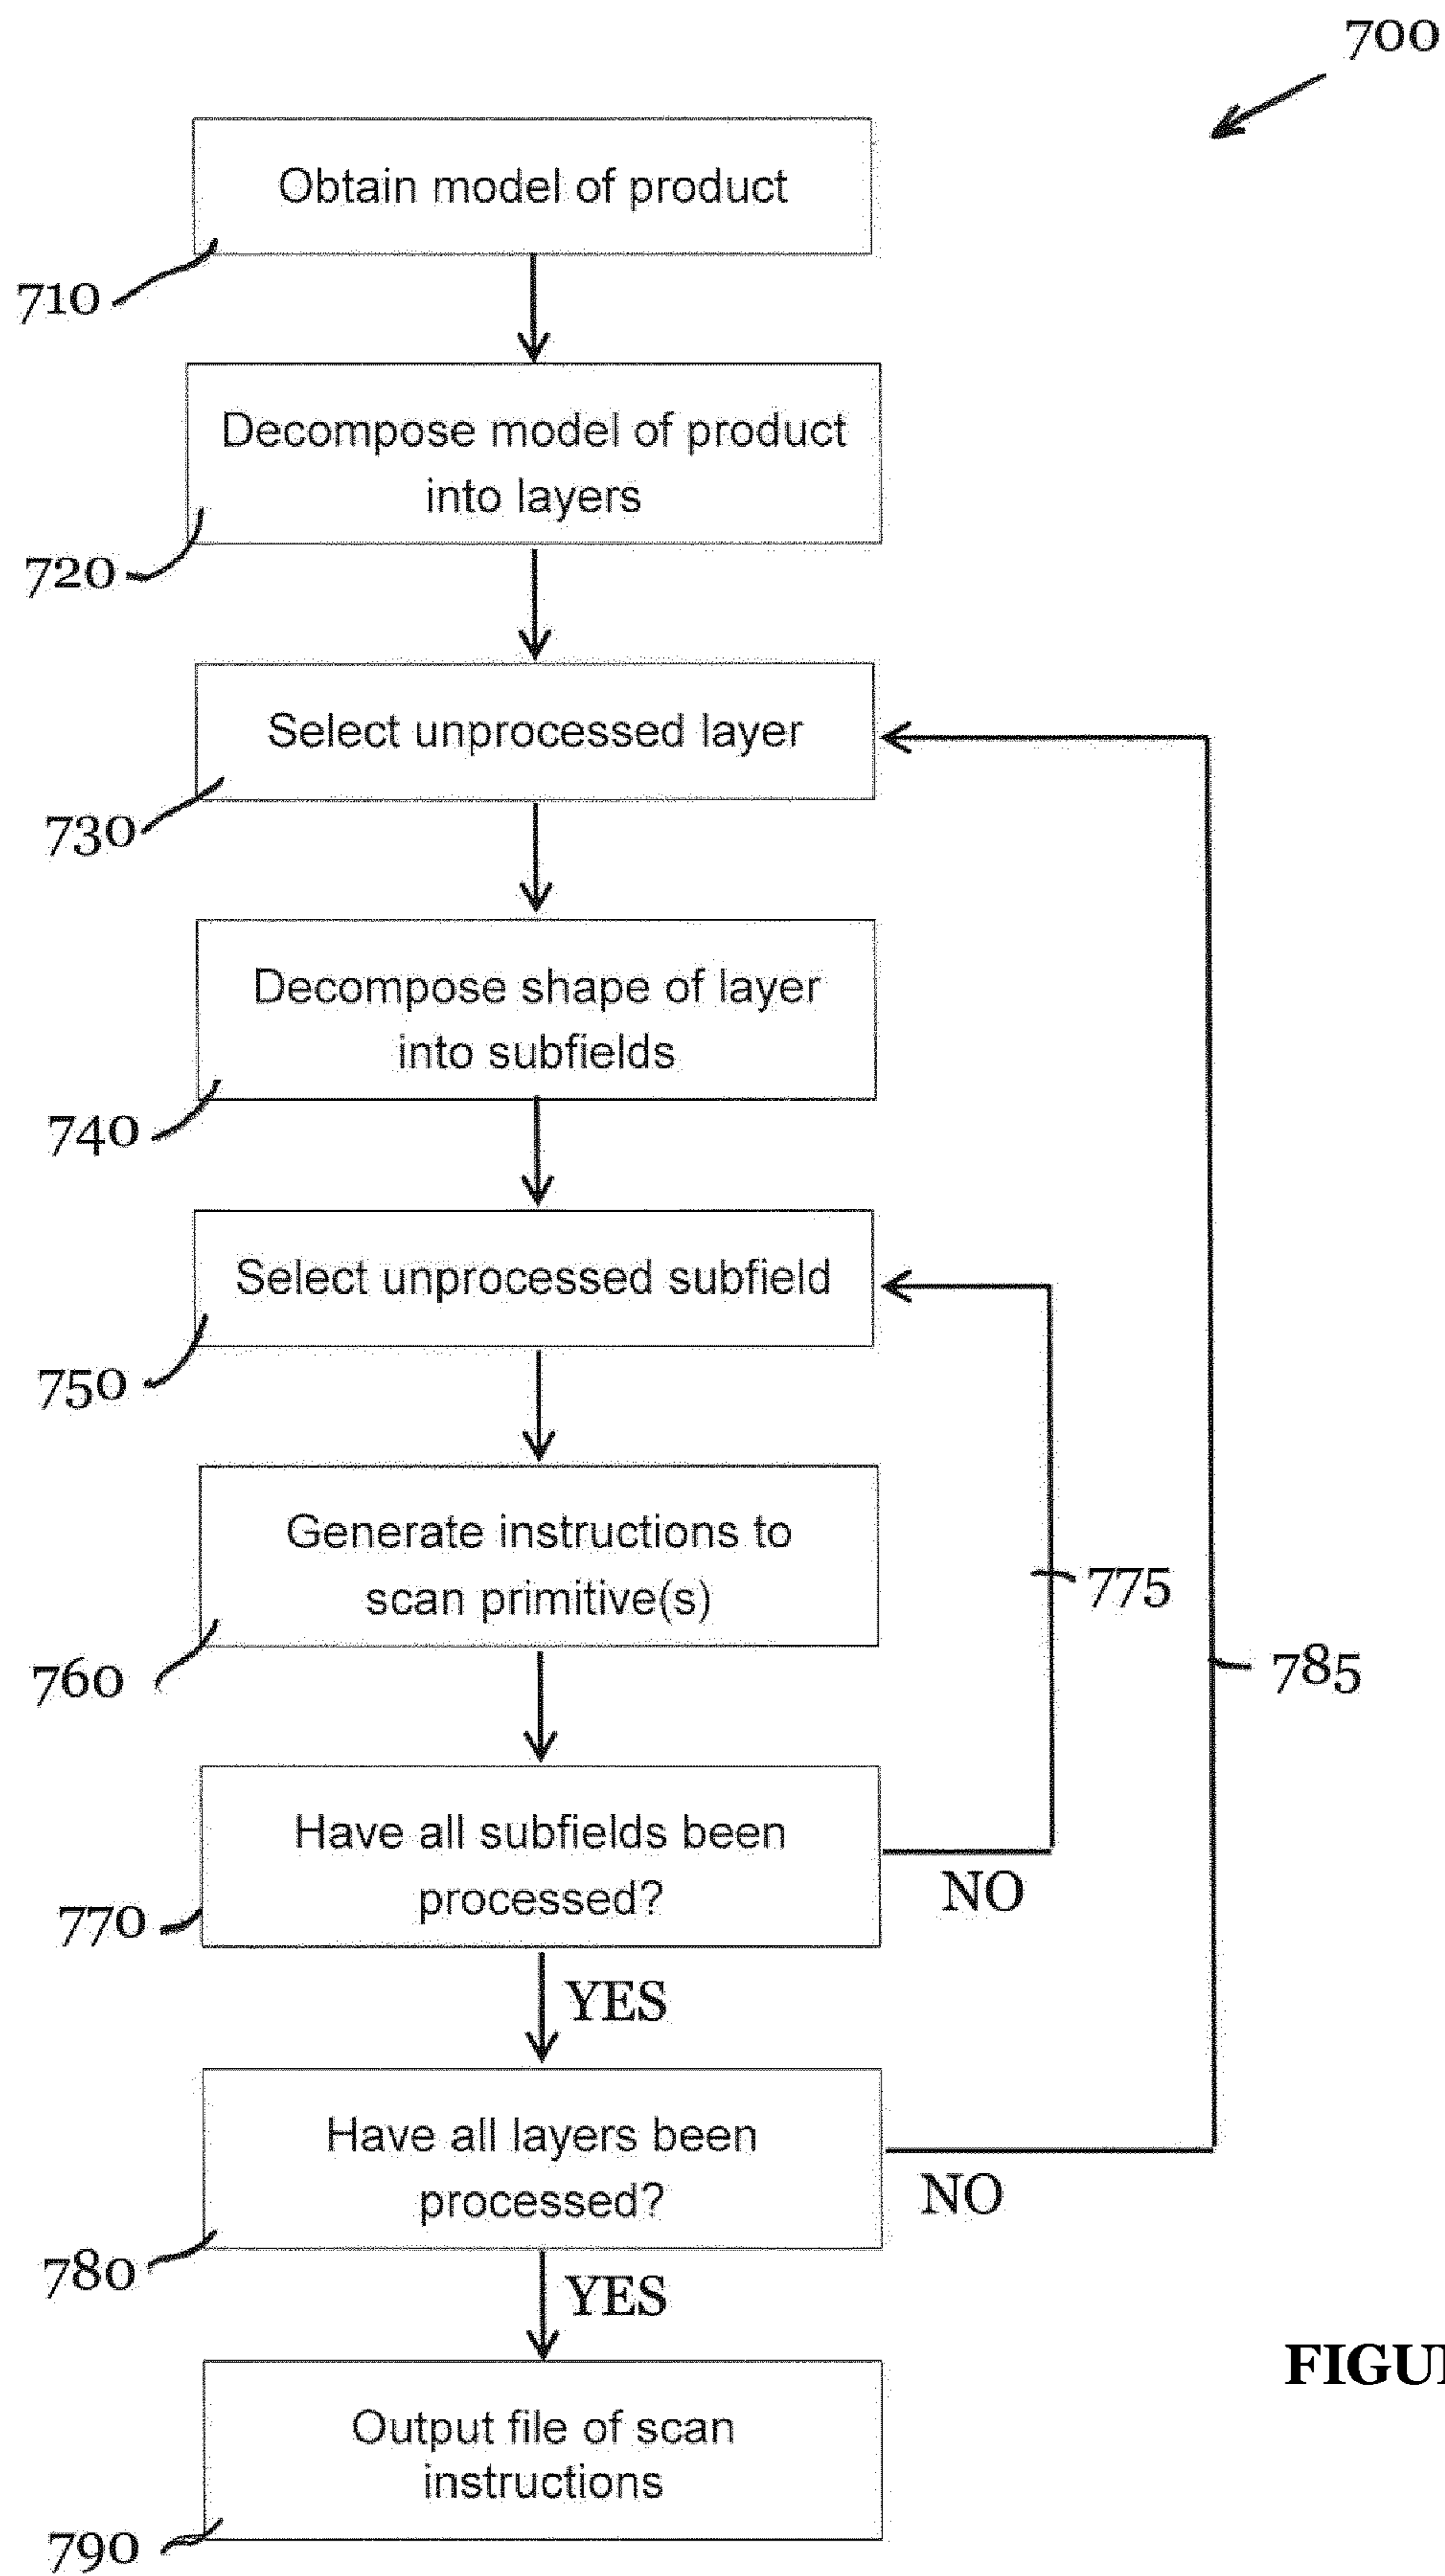 700
Obtain model of product
710
Decompose model of product
into layers
720
Select unprocessed layer
730
Decompose shape of layer
into subfields
740
Select unprocessed subfield
750
Generate instructions to
scan primitive(s)
760
775
785
Have all subfields been
processed?
770
NO
YES
Have all layers been
processed?
780
NO
YES
Output file of scan
instructions
790